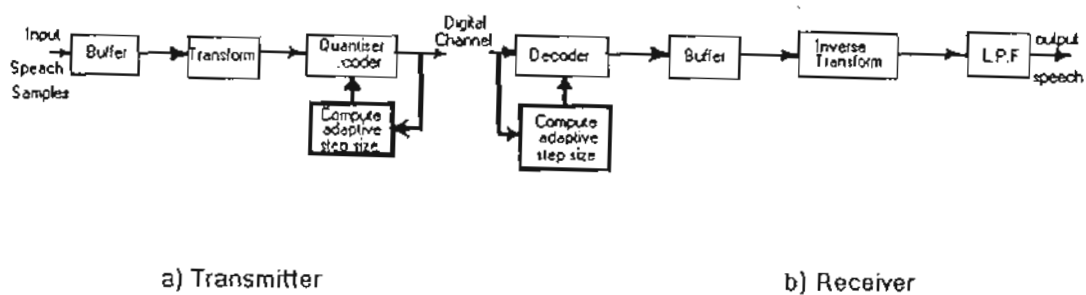 Input
Speach
Samples
Buffer
Transform
Quantiser
.coder
Compute
adaptive
step size
Digital
Channel
Decoder
Compute
adaptive
step size
Buffer
Inverse
Transform
L.P.F
output
speech
a) Transmitter
b) Receiver